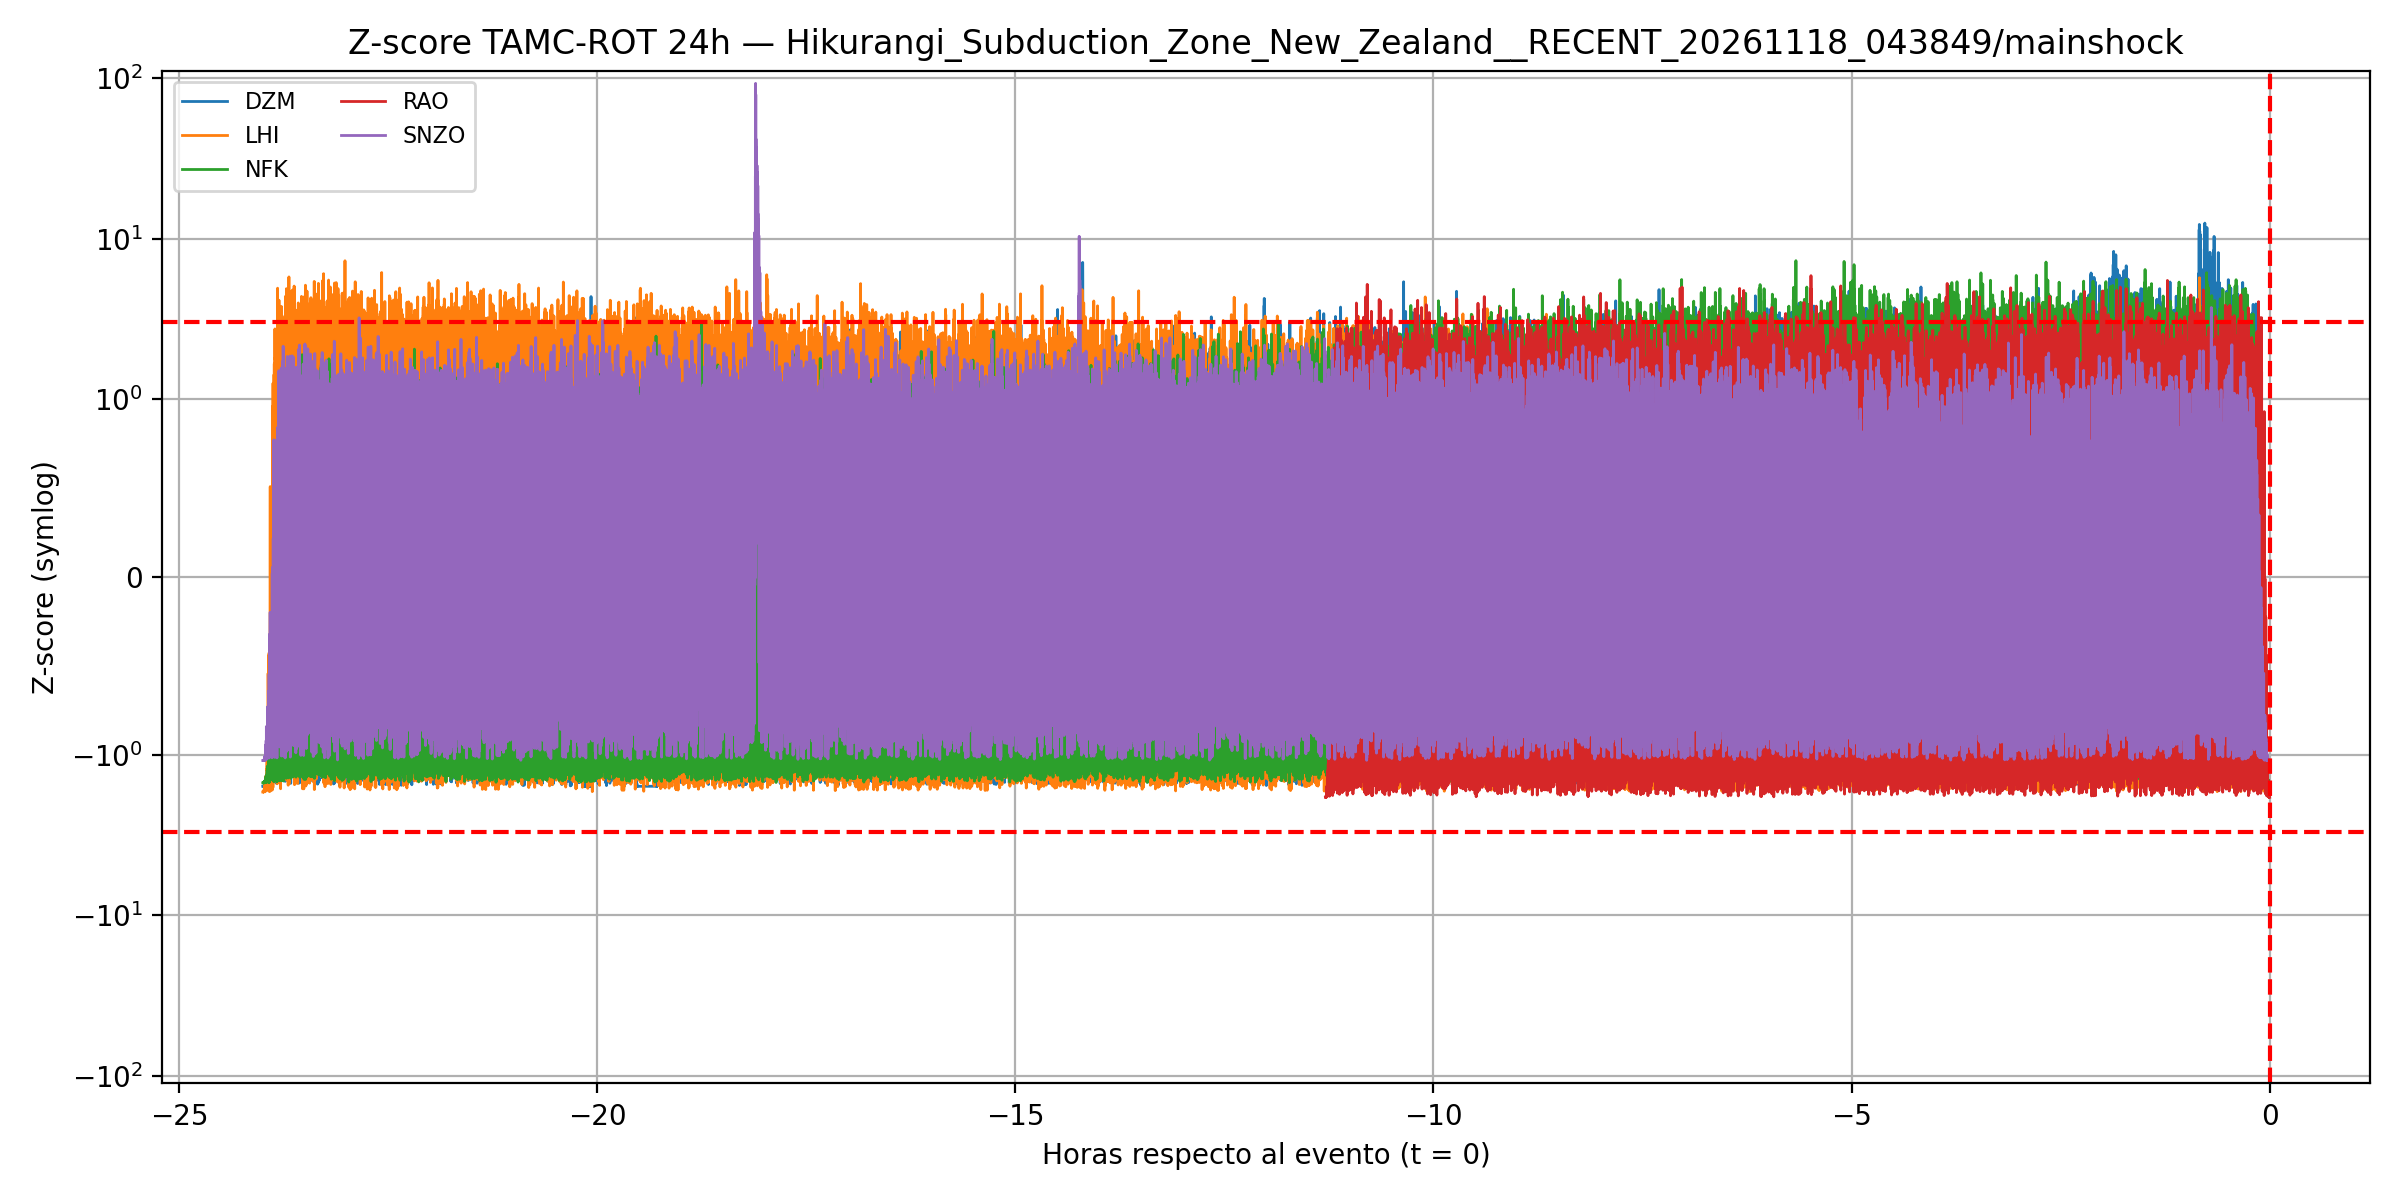 Z-score TAMC-ROT 24h — Hikurangi_Subduction_Zone_New_Zealand__RECENT_20261118_043849/mainshock
DZM
LHI
NFK
RAO
SNZO
10²
10¹
10⁰
0
−10⁰
−10¹
−10²
Z-score (symlog)
−25
−20
−15
−10
−5
0
Horas respecto al evento (t = 0)